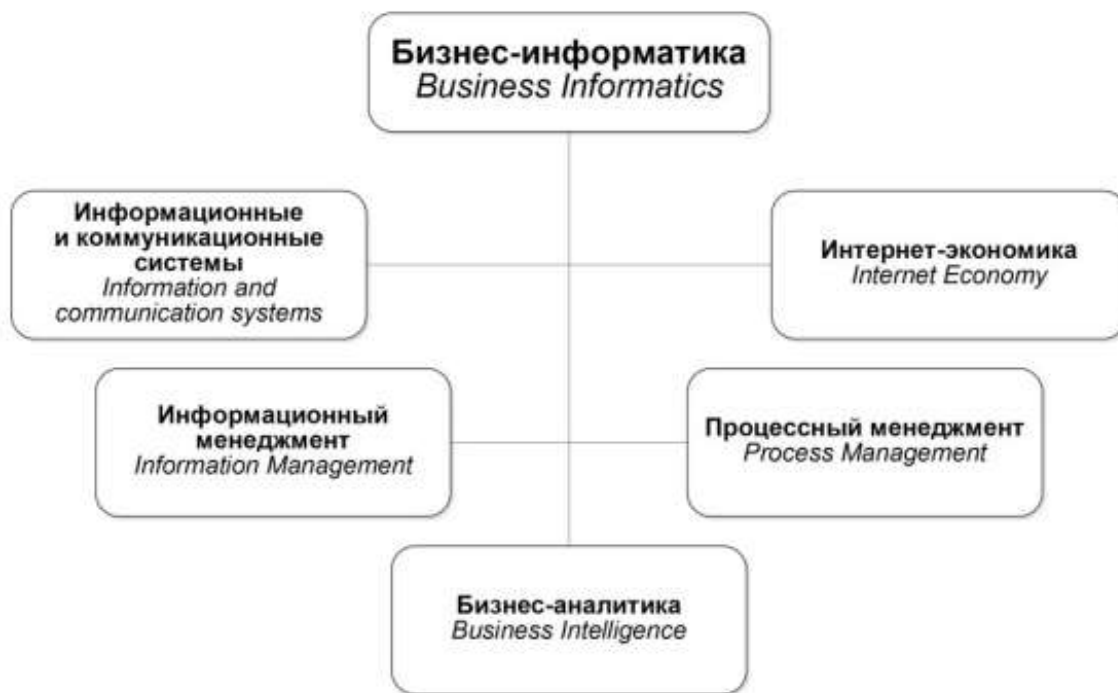 Бизнес-информатика
Business Informatics
Информационные
и коммуникационные
системы
Information and
communication systems
Интернет-экономика
Internet Economy
Информационный
менеджмент
Information Management
Процессный менеджмент
Process Management
Бизнес-аналитика
Business Intelligence